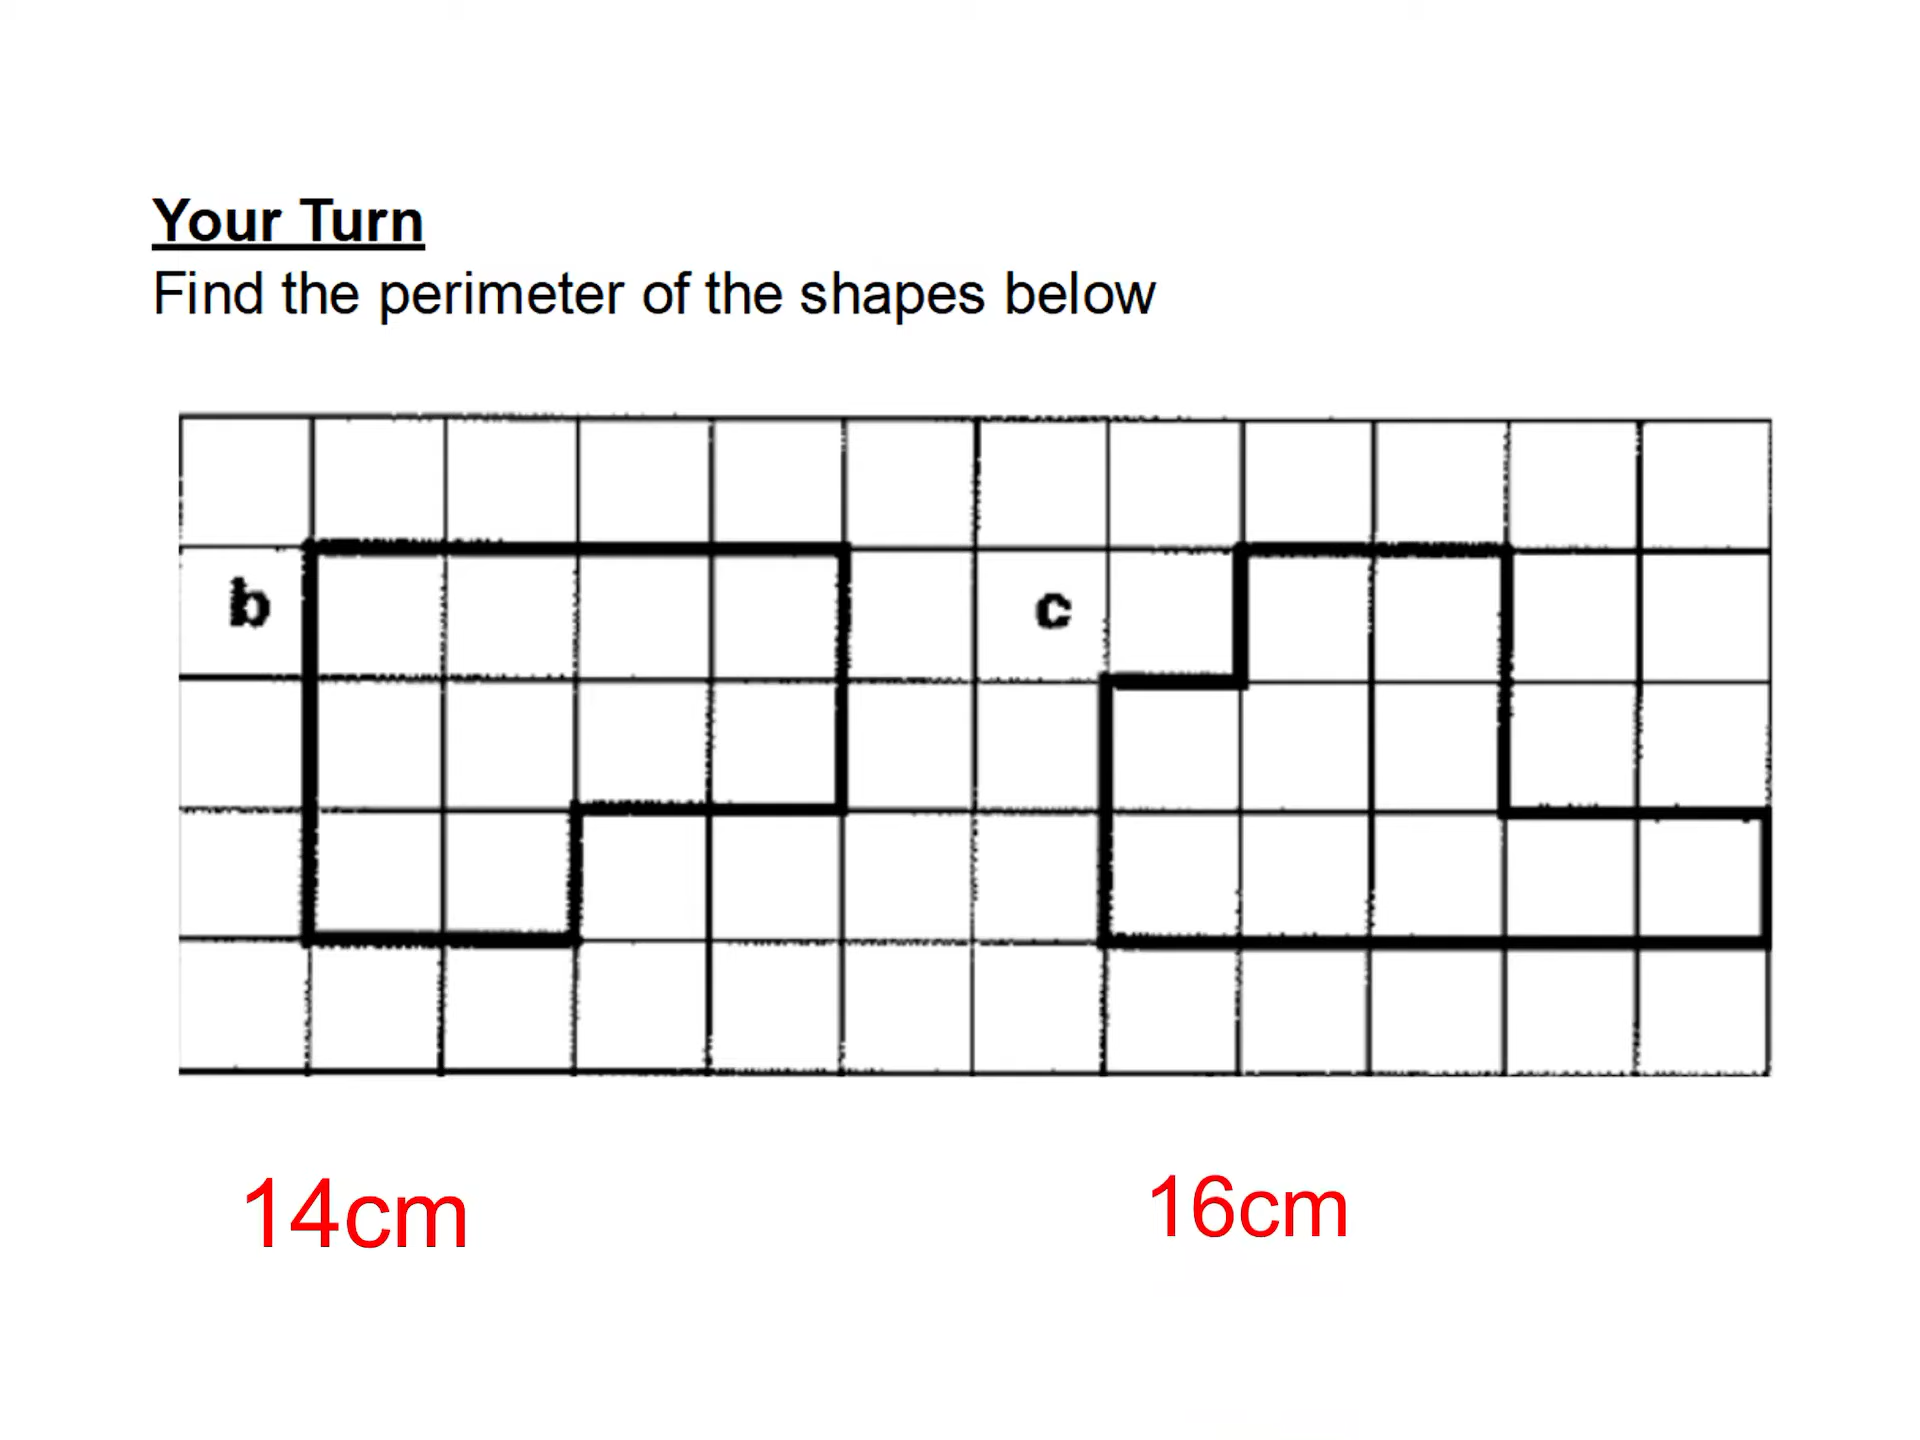 Your Turn
Find the perimeter of the shapes below
b
c
14cm
16cm